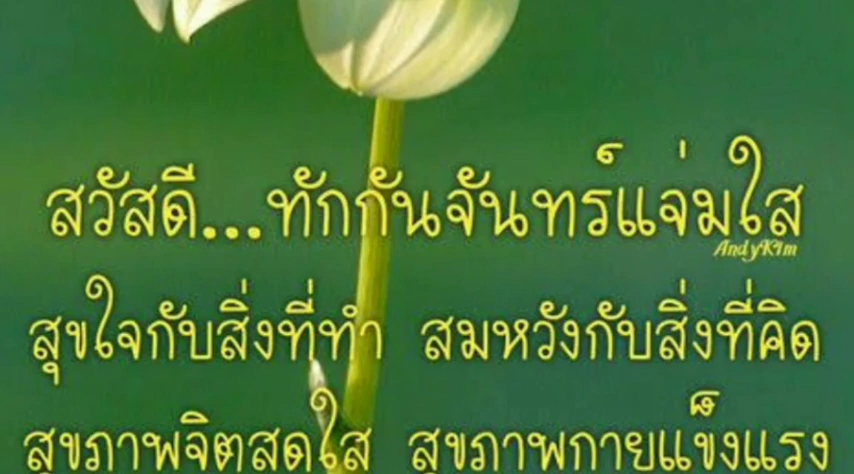 สวัสดี...ทักกันจันทร์แจ่มใส
AndyKim
สุขใจกับสิ่งที่ทำ สมหวังกับสิ่งที่คิด
สุขภาพจิตสดใส สุขภาพกายแข็งแรง